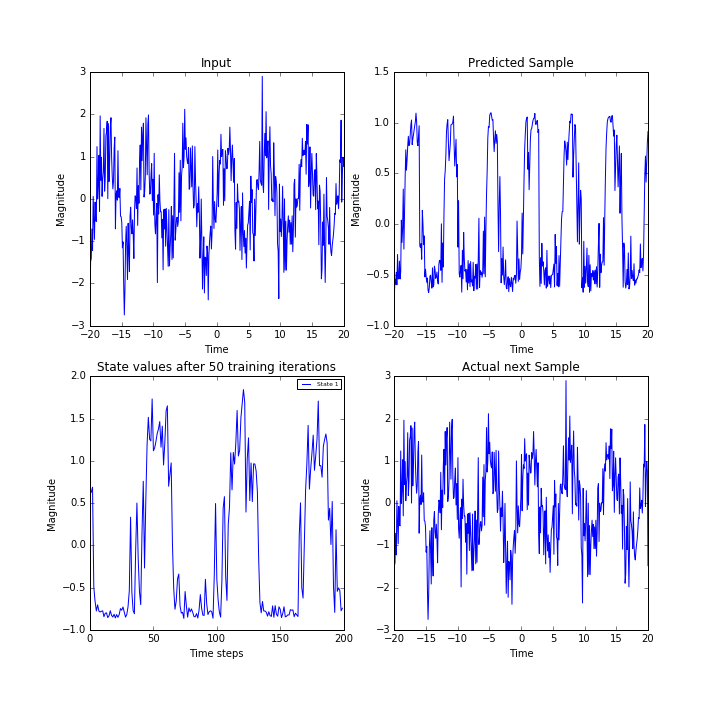 Input
3
2
1
0
−1
−2
−3
Magnitude
−20 −15 −10 −5 0 5 10 15 20
Time
Predicted Sample
1.5
1.0
0.5
0.0
−0.5
−1.0
Magnitude
−20 −15 −10 −5 0 5 10 15 20
Time
State values after 50 training iterations
2.0
1.5
1.0
0.5
0.0
−0.5
−1.0
Magnitude
State 1
0 50 100 150 200
Time steps
Actual next Sample
3
2
1
0
−1
−2
−3
Magnitude
−20 −15 −10 −5 0 5 10 15 20
Time